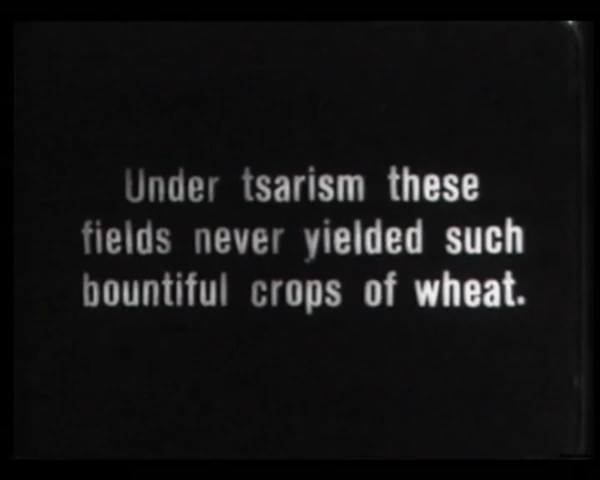 Under tsarism these
fields never yielded such
bountiful crops of wheat.